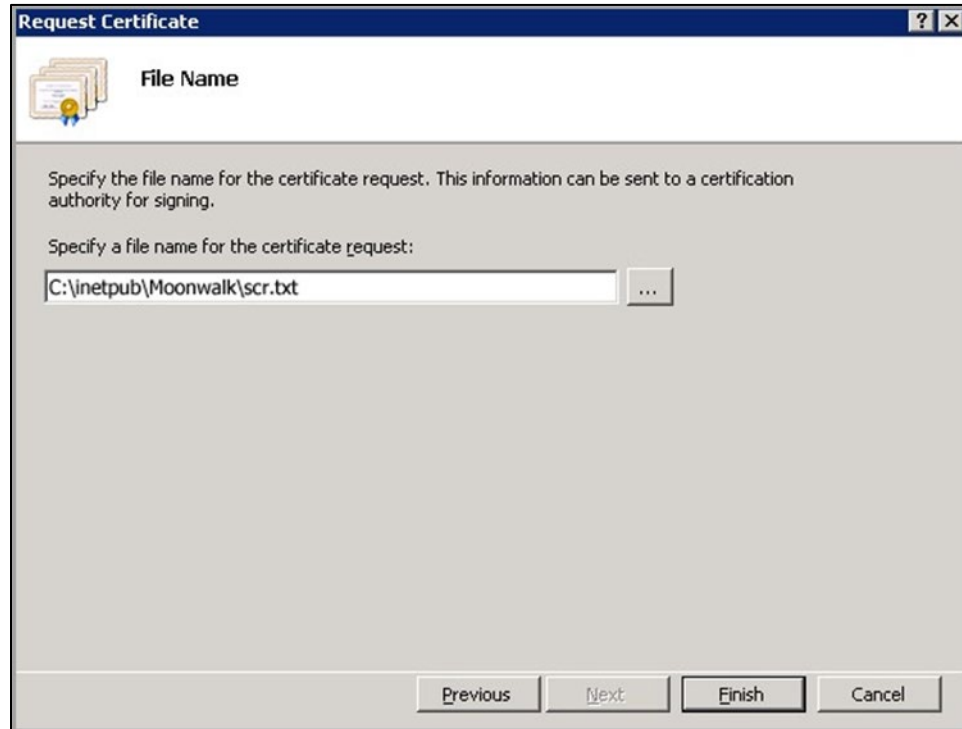 Request Certificate
File Name
Specify the file name for the certificate request. This information can be sent to a certification
authority for signing.
Specify a file name for the certificate request:
C:\inetpub\Moonwalk\scr.txt
...
Previous
Next
Finish
Cancel